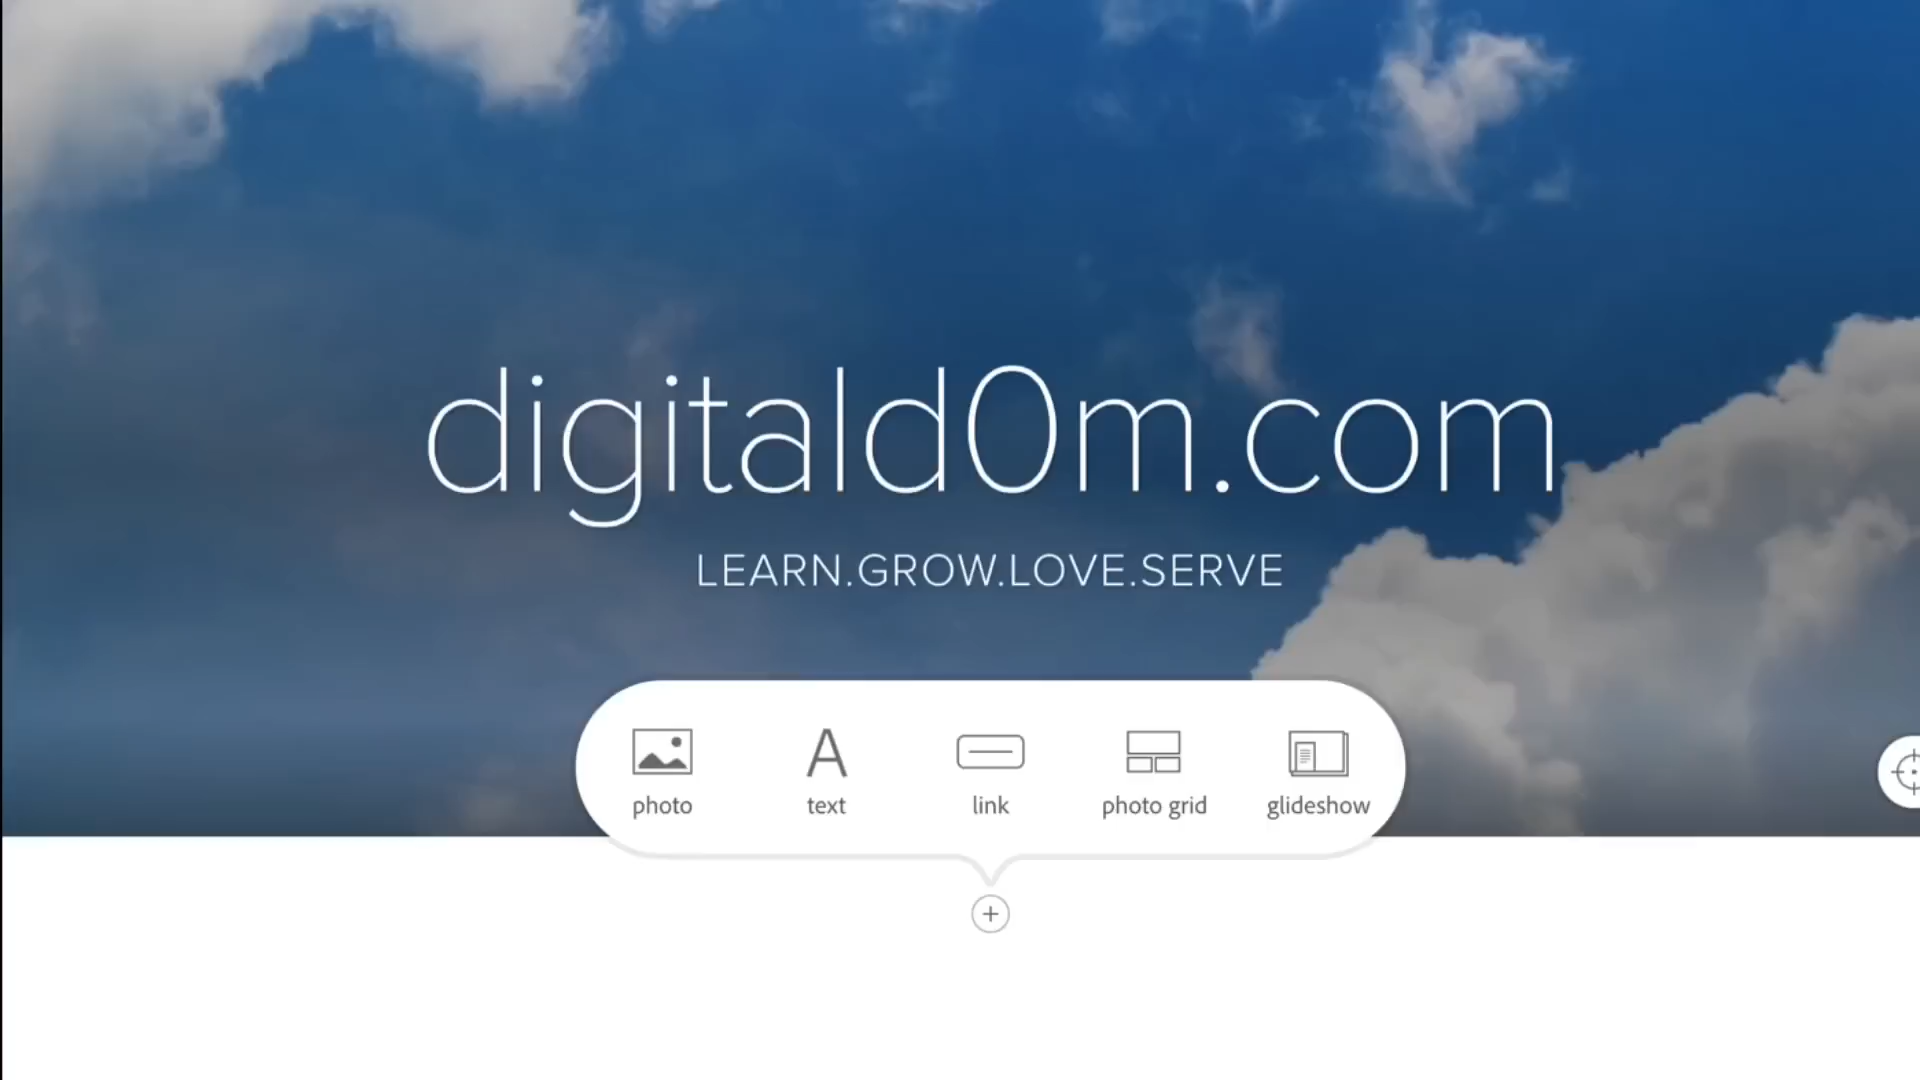 digitald0m.com
LEARN.GROW.LOVE.SERVE
photo
text
link
photo grid
glideshow